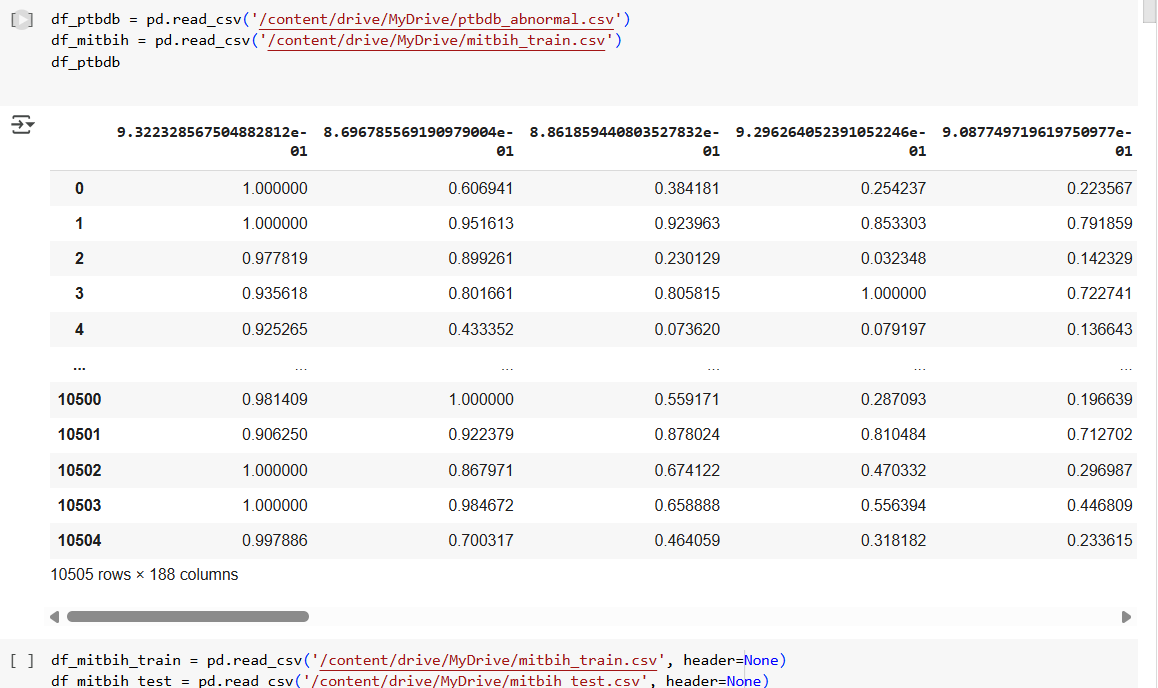 df_ptbdb = pd.read_csv('/content/drive/MyDrive/ptbdb_abnormal.csv')
df_mitbih = pd.read_csv('/content/drive/MyDrive/mitbih_train.csv')
df_ptbdb
9.322328567504882812e-01 8.696785569190979004e-01 8.861859440803527832e-01 9.296264052391052246e-01 9.087749719619750977e-01
0 1.000000 0.606941 0.384181 0.254237 0.223567
1 1.000000 0.951613 0.923963 0.853303 0.791859
2 0.977819 0.899261 0.230129 0.032348 0.142329
3 0.935618 0.801661 0.805815 1.000000 0.722741
4 0.925265 0.433352 0.073620 0.079197 0.136643
... ... ... ... ... ...
10500 0.981409 1.000000 0.559171 0.287093 0.196639
10501 0.906250 0.922379 0.878024 0.810484 0.712702
10502 1.000000 0.867971 0.674122 0.470332 0.296987
10503 1.000000 0.984672 0.658888 0.556394 0.446809
10504 0.997886 0.700317 0.464059 0.318182 0.233615
10505 rows × 188 columns
[ ] df_mitbih_train = pd.read_csv('/content/drive/MyDrive/mitbih_train.csv', header=None)
df_mitbih_test = pd.read_csv('/content/drive/MyDrive/mitbih_test.csv', header=None)